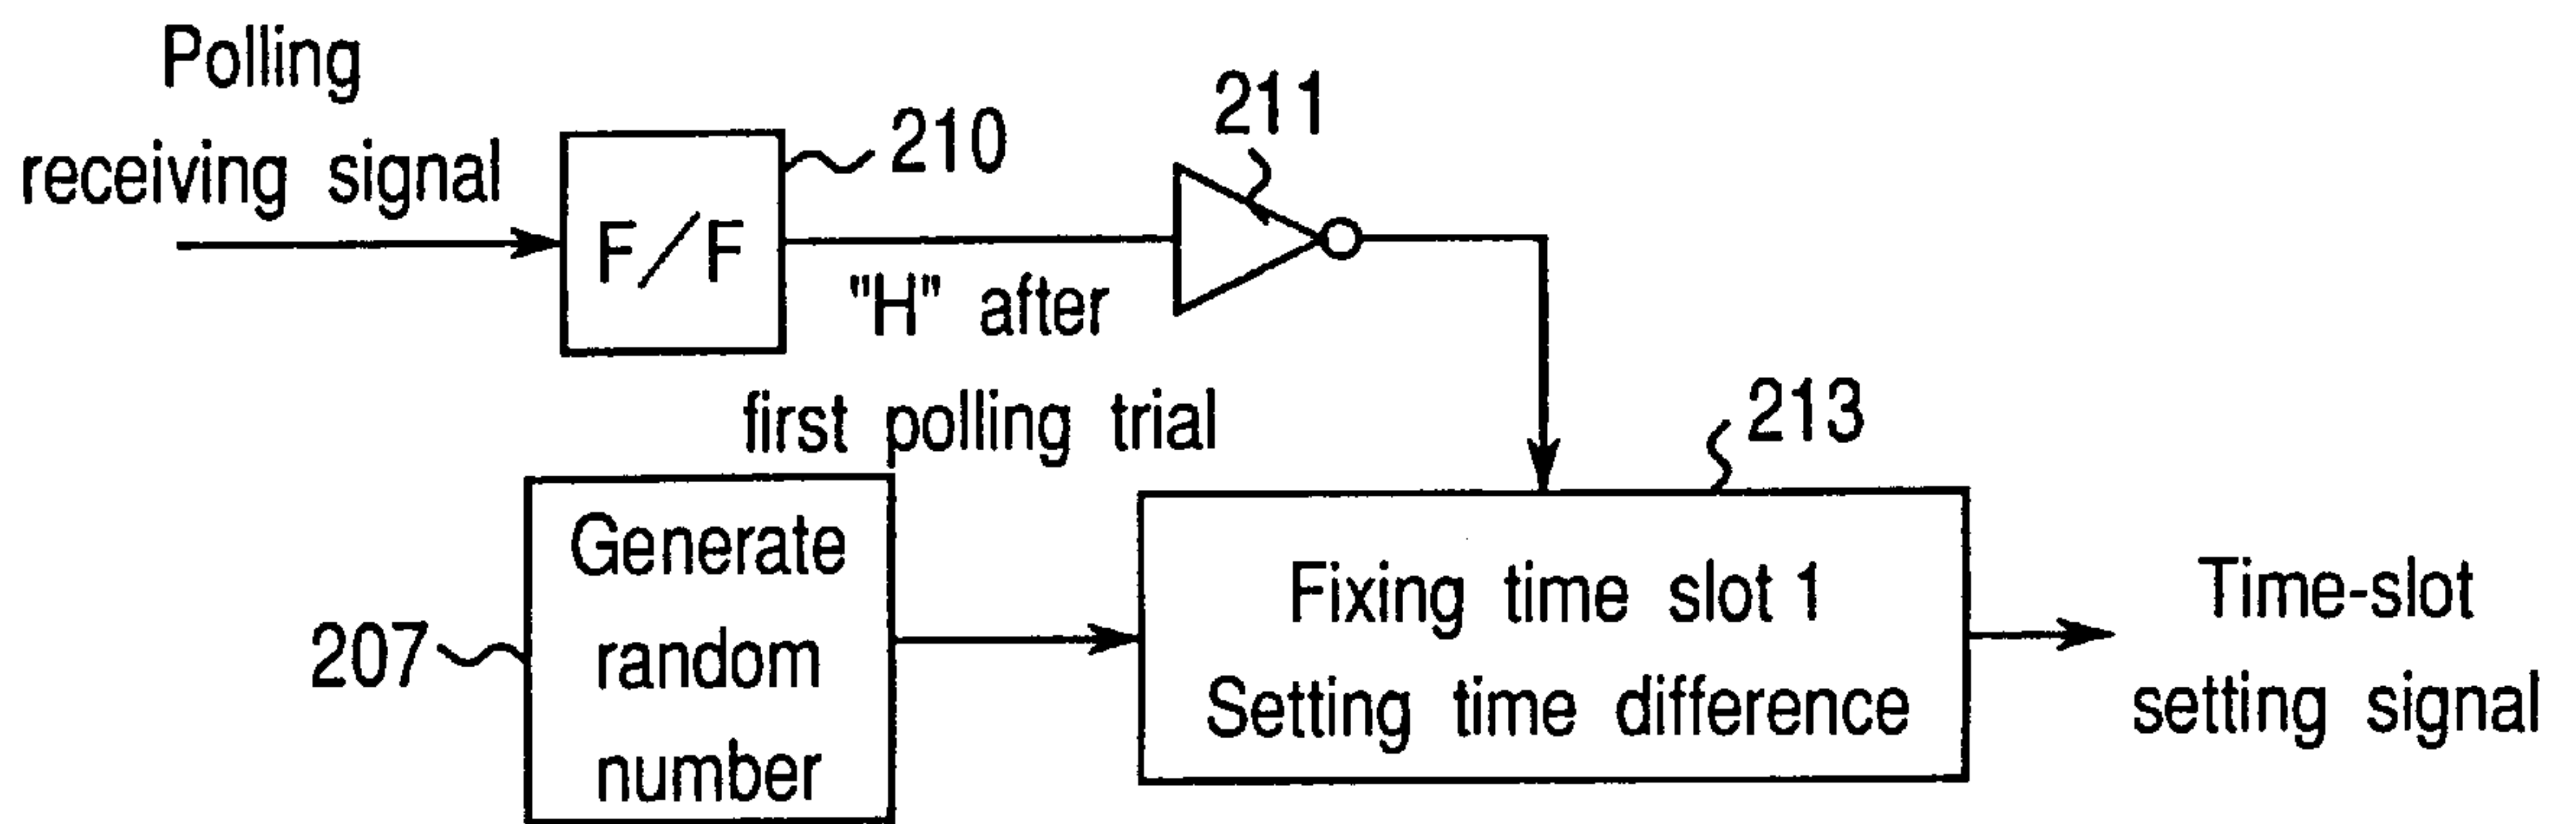 Polling
receiving signal
F/F
210
"H" after
first polling trial
211
213
Generate
random
number
207
Fixing time slot 1
Setting time difference
Time-slot
setting signal